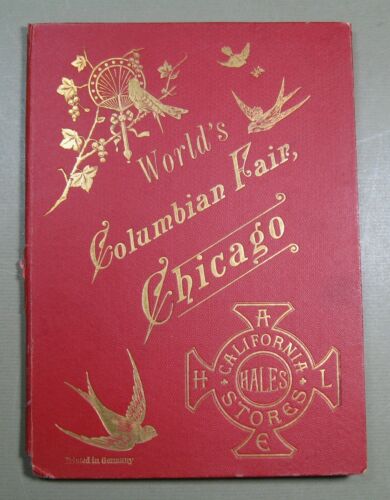 World's
Columbian Fair,
Chicago
A
CALIFORNIA
H HALES L
STORES
E
Printed in Germany